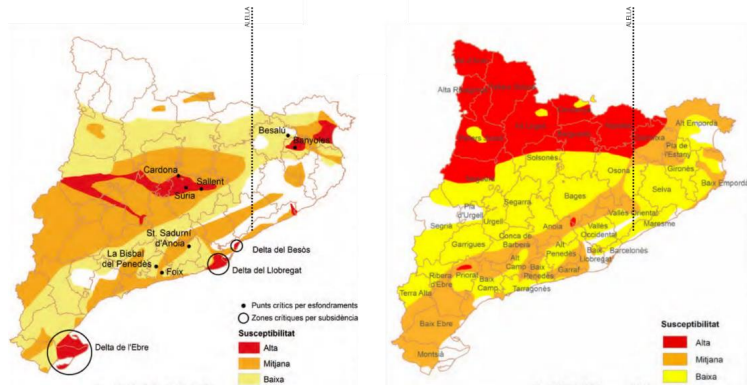 ALELLA
Besalú
Banyoles
Cardona
Sallent
Súria
St. Sadurní
d'Anoia
La Bisbal
del Penedès
Foix
Delta del Besòs
Delta del Llobregat
Delta de l'Ebre
Punts crítics per esfondraments
Zones crítiques per subsidència
Susceptibilitat
Alta
Mitjana
Baixa
ALELLA
Alt Empordà
Pla de
l'Estany
Gironès
Baix Empordà
Solsonès
Osona
Selva
Bages
Segarra
Pla
d'Urgell
Urgell
Segrià
Anoia
Vallès Oriental
Maresme
Vallès
Occidental
Conca de
Barberà
Garrigues
Alt
Penedès
Baix
Llobregat
Barcelonès
Alt
Camp
Baix
Penedès
Garraf
Ribera
d'Ebre
Priorat
Baix
Camp
Tarragonès
Terra Alta
Baix Ebre
Montsià
Susceptibilitat
Alta
Mitjana
Baixa